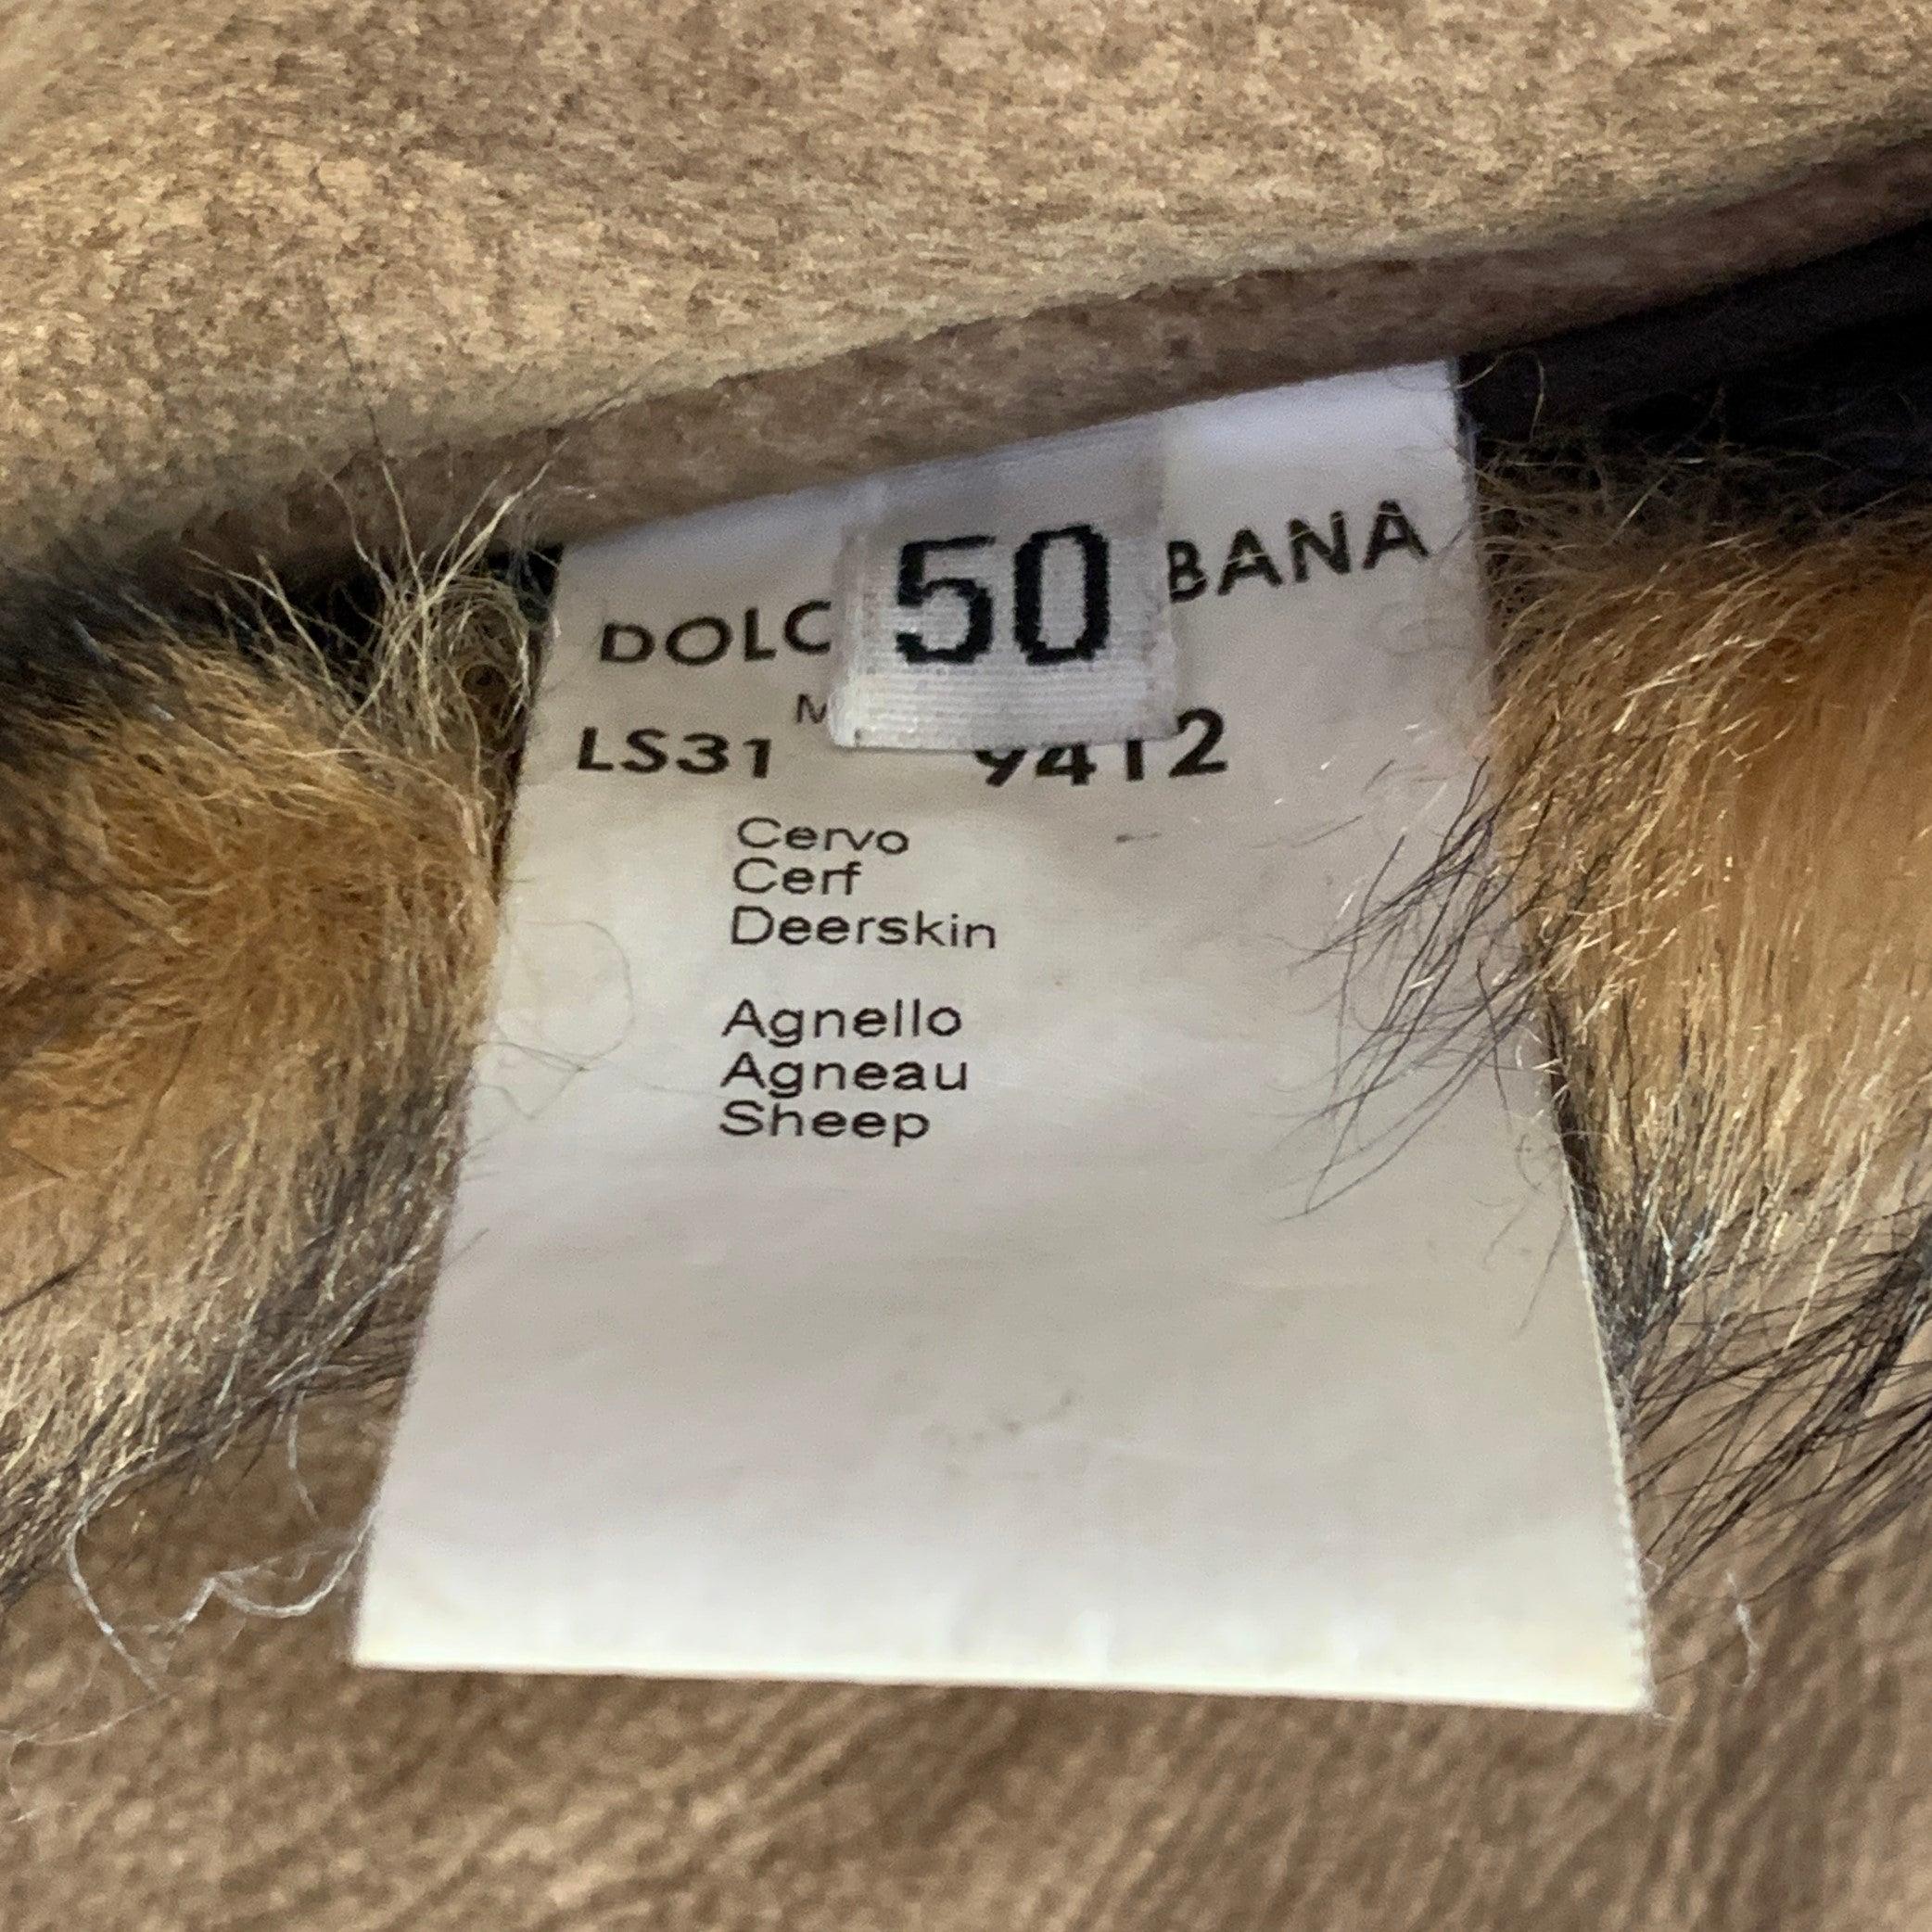 50
DOLC BANA
M
LS31 9412
Cervo
Cerf
Deerskin
Agnello
Agneau
Sheep